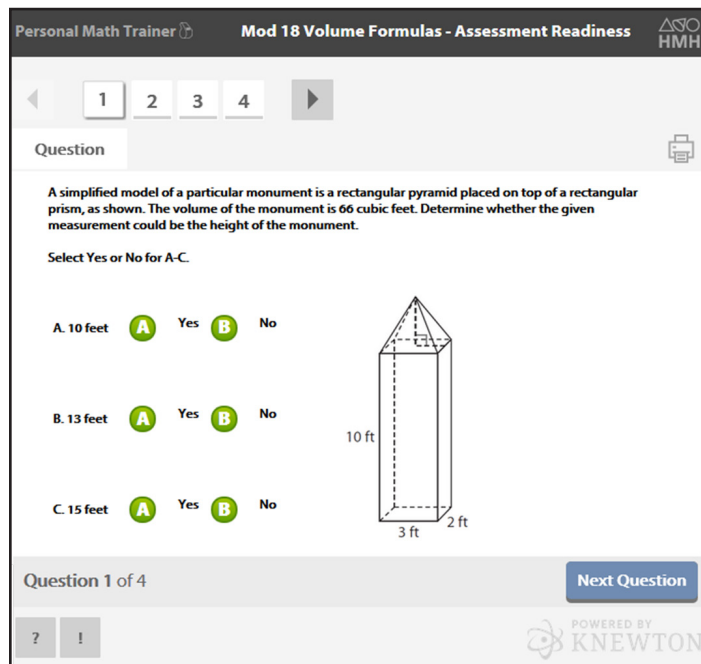 Personal Math Trainer
Mod 18 Volume Formulas - Assessment Readiness
HMH
1 2 3 4
Question
A simplified model of a particular monument is a rectangular pyramid placed on top of a rectangular
prism, as shown. The volume of the monument is 66 cubic feet. Determine whether the given
measurement could be the height of the monument.
Select Yes or No for A-C.
A. 10 feet A Yes B No
B. 13 feet A Yes B No
10 ft
C. 15 feet A Yes B No
2 ft
3 ft
Question 1 of 4
Next Question
? !
POWERED BY
KNEWTON